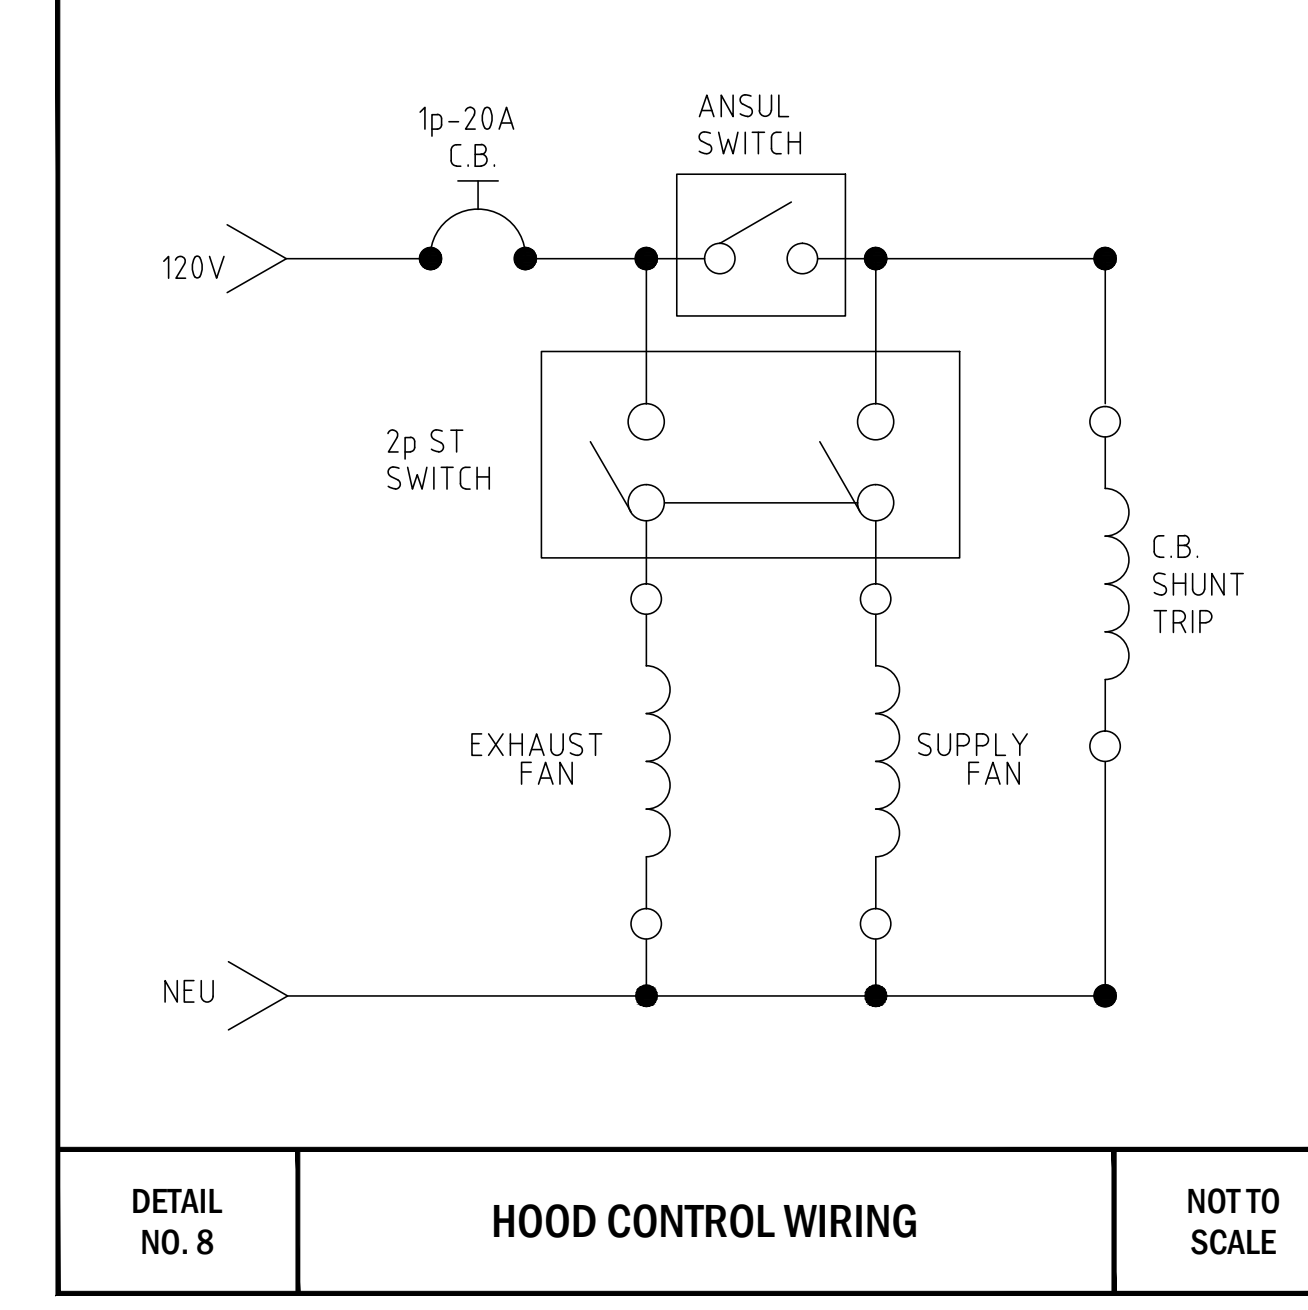 1p-20A
C.B.
ANSUL
SWITCH
120V
2p ST
SWITCH
C.B.
SHUNT
TRIP
EXHAUST
FAN
SUPPLY
FAN
NEU
DETAIL
NO. 8
HOOD CONTROL WIRING
NOT TO
SCALE